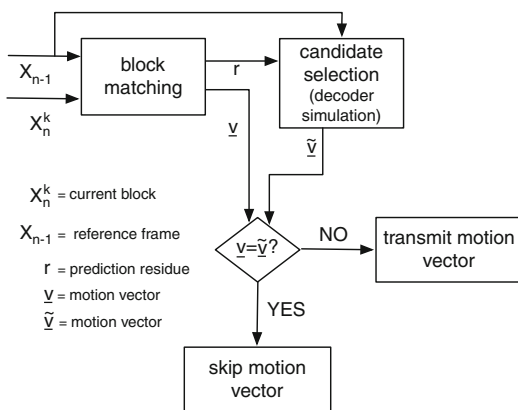 X_{n-1}
X_n^k
block
matching
r
v̲
candidate
selection
(decoder
simulation)
ṽ̲
X_n^k = current block
X_{n-1} = reference frame
r = prediction residue
v̲ = motion vector
ṽ̲ = motion vector
v̲=ṽ̲?
NO
transmit motion
vector
YES
skip motion
vector